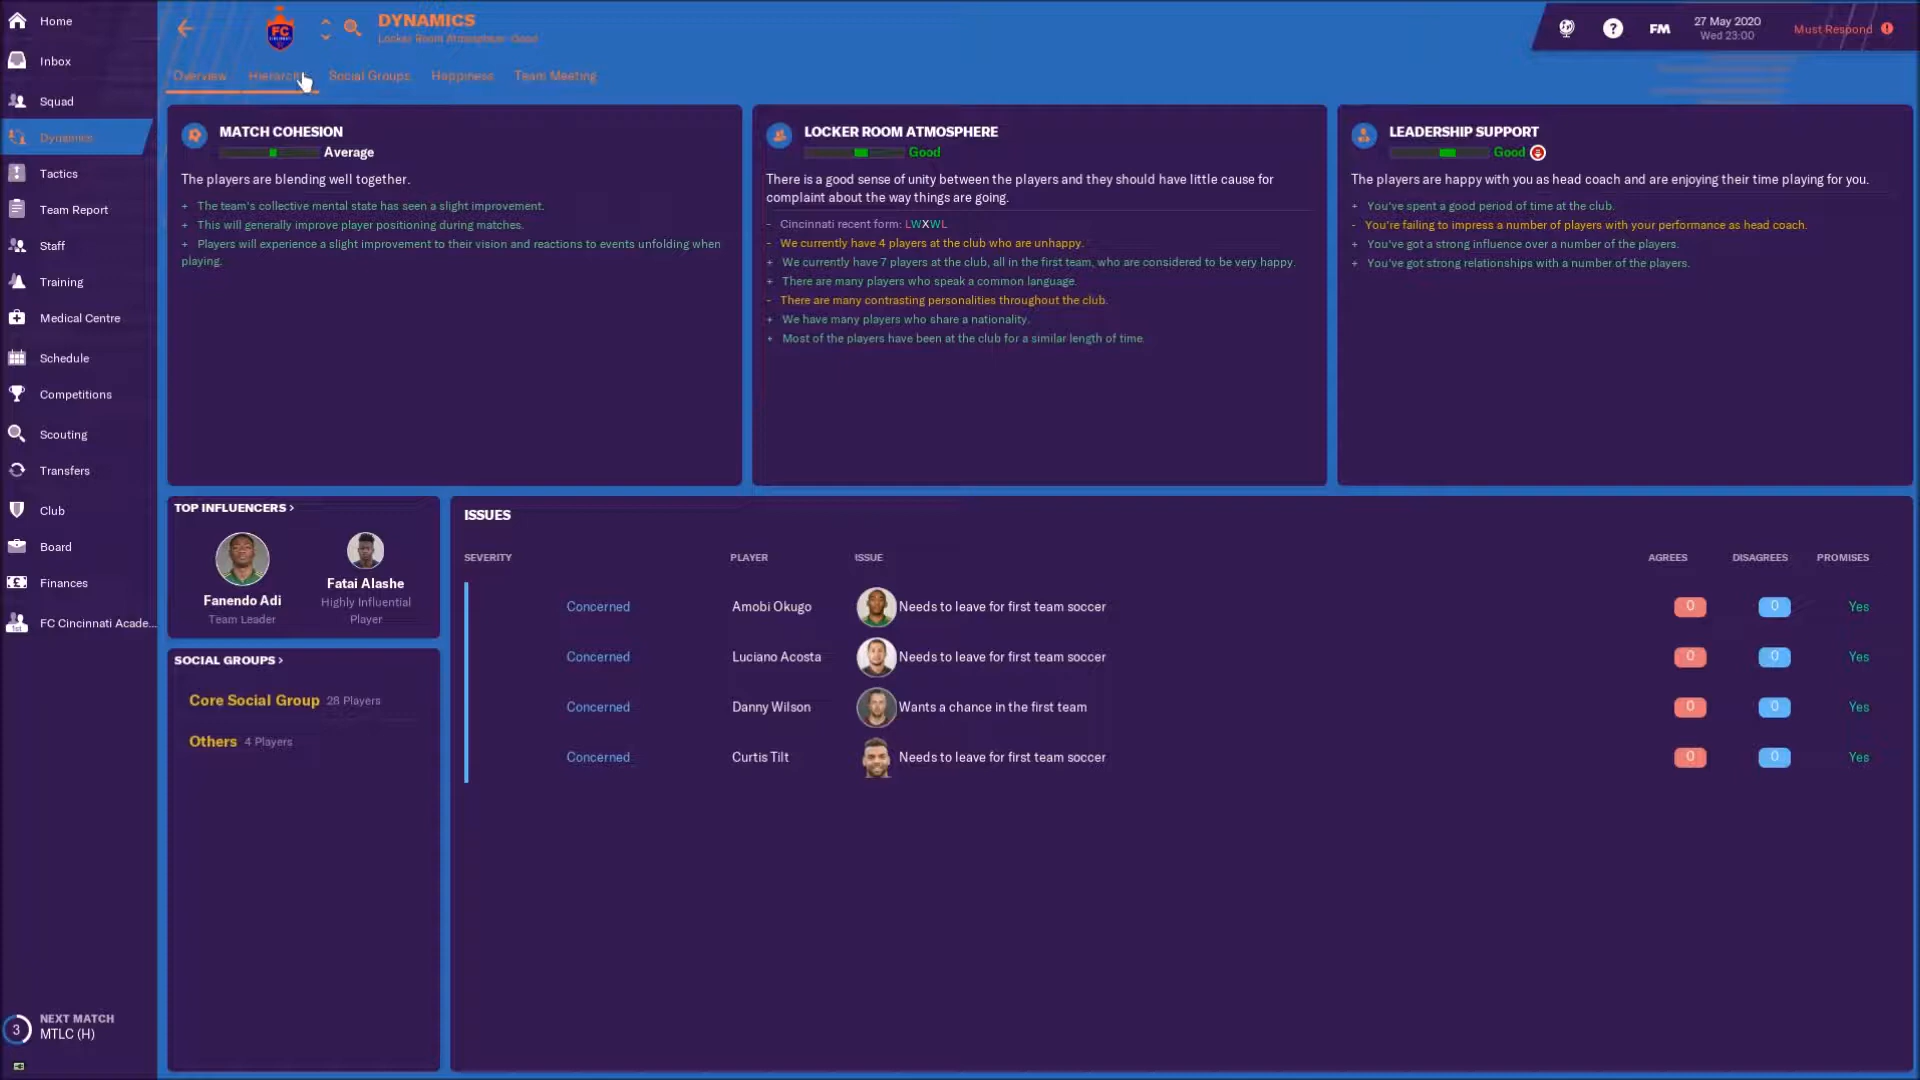 Home
Inbox
Squad
Dynamics
Tactics
Team Report
Staff
Training
Medical Centre
Schedule
Competitions
Scouting
Transfers
Club
Board
Finances
FC Cincinnati Acade...
NEXT MATCH
3
MTLC (H)
FC
DYNAMICS
Locker Room Atmosphere: Good
FM
27 May 2020
Wed 23:00
Must Respond
Overview
Social Groups
Happiness
Team Meeting
MATCH COHESION
Average
The players are blending well together.
+ The team's collective mental state has seen a slight improvement.
+ This will generally improve player positioning during matches.
+ Players will experience a slight improvement to their vision and reactions to events unfolding when
playing.
LOCKER ROOM ATMOSPHERE
Good
There is a good sense of unity between the players and they should have little cause for
complaint about the way things are going.
- Cincinnati recent form: LWXWL
- We currently have 4 players at the club who are unhappy.
+ We currently have 7 players at the club, all in the first team, who are considered to be very happy.
+ There are many players who speak a common language.
- There are many contrasting personalities throughout the club.
+ We have many players who share a nationality.
+ Most of the players have been at the club for a similar length of time.
LEADERSHIP SUPPORT
Good
The players are happy with you as head coach and are enjoying their time playing for you.
+ You've spent a good period of time at the club.
- You're failing to impress a number of players with your performance as head coach.
+ You've got a strong influence over a number of the players.
+ You've got strong relationships with a number of the players.
TOP INFLUENCERS >
Fanendo Adi
Team Leader
Fatai Alashe
Highly Influential
Player
SOCIAL GROUPS >
Core Social Group 28 Players
Others 4 Players
ISSUES
SEVERITY PLAYER ISSUE AGREES DISAGREES PROMISES
Concerned Amobi Okugo Needs to leave for first team soccer 0 0 Yes
Concerned Luciano Acosta Needs to leave for first team soccer 0 0 Yes
Concerned Danny Wilson Wants a chance in the first team 0 0 Yes
Concerned Curtis Tilt Needs to leave for first team soccer 0 0 Yes